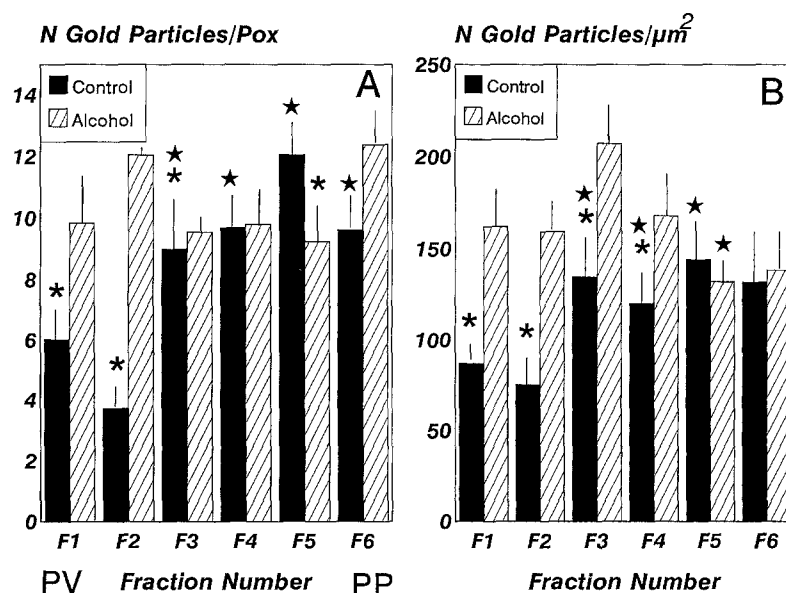 N Gold Particles/Pox
A
Control
Alcohol
14
12
10
8
6
4
2
0
* * ★ * ★ ★ * ★
F1 F2 F3 F4 F5 F6
PV Fraction Number PP
N Gold Particles/µm2
B
Control
Alcohol
250
200
150
100
50
0
* * ★ * ★ * ★ ★
F1 F2 F3 F4 F5 F6
Fraction Number